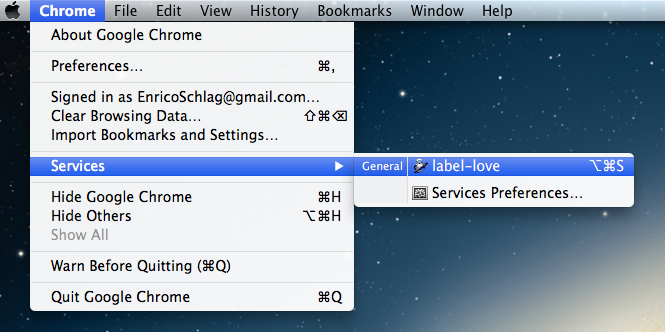 Chrome File Edit View History Bookmarks Window Help
About Google Chrome
Preferences... ⌘,
Signed in as EnricoSchlag@gmail.com...
Clear Browsing Data... ⇧⌘⌫
Import Bookmarks and Settings...
Services ▶ General label-love ⌥⌘S
Services Preferences...
Hide Google Chrome ⌘H
Hide Others ⌥⌘H
Show All
Warn Before Quitting (⌘Q)
Quit Google Chrome ⌘Q